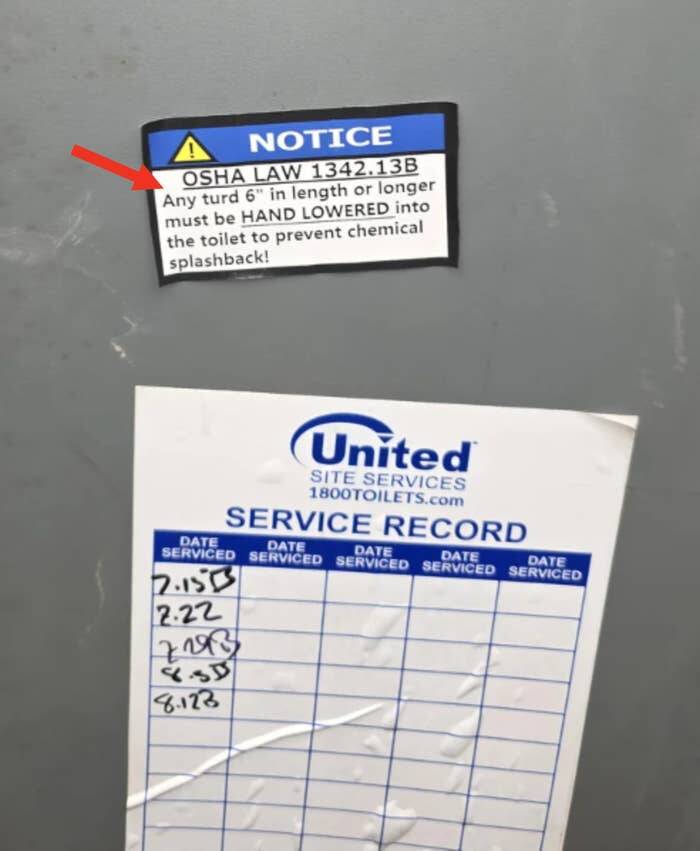 NOTICE
OSHA LAW 1342.13B
Any turd 6" in length or longer
must be HAND LOWERED into
the toilet to prevent chemical
splashback!
United
SITE SERVICES
1800TOILETS.com
SERVICE RECORD
DATE SERVICED DATE SERVICED DATE SERVICED DATE SERVICED DATE SERVICED
7.15
7.22
8.12